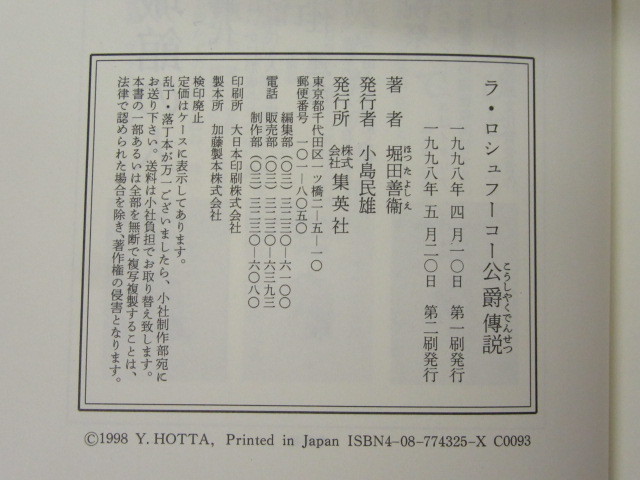 ラ・ロシュフーコー公爵傳説
こうしやくでんせつ
一九九八年 四月一〇日 第一刷発行
一九九八年 五月二〇日 第二刷発行
著者 堀田善衞
ほつたよしえ
発行者 小島民雄
発行所 株式会社 集英社
東京都千代田区一ツ橋二―五―一〇
郵便番号 一〇一―八〇五〇
電話 編集部（〇三）三二三〇―六一〇〇
販売部（〇三）三二三〇―六三九三
制作部（〇三）三二三〇―六〇八〇
印刷所 大日本印刷株式会社
製本所 加藤製本株式会社
検印廃止
定価はケースに表示してあります。
乱丁・落丁本が万一ございましたら、小社制作部宛に
お送り下さい。送料は小社負担でお取り替え致します。
本書の一部あるいは全部を無断で複写複製することは、
法律で認められた場合を除き、著作権の侵害となります。
©1998 Y. HOTTA, Printed in Japan ISBN4-08-774325-X C0093